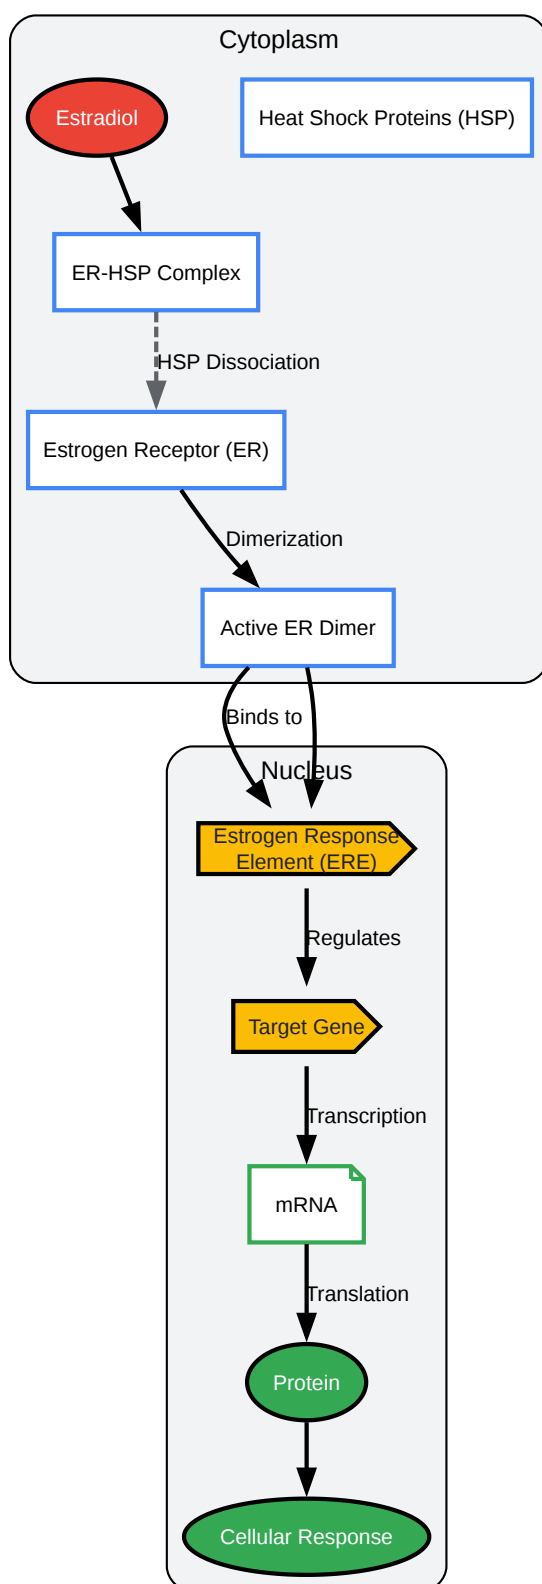 Cytoplasm
Estradiol
Heat Shock Proteins (HSP)
ER-HSP Complex
HSP Dissociation
Estrogen Receptor (ER)
Dimerization
Active ER Dimer
Binds to
Nucleus
Estrogen Response
Element (ERE)
Regulates
Target Gene
Transcription
mRNA
Translation
Protein
Cellular Response